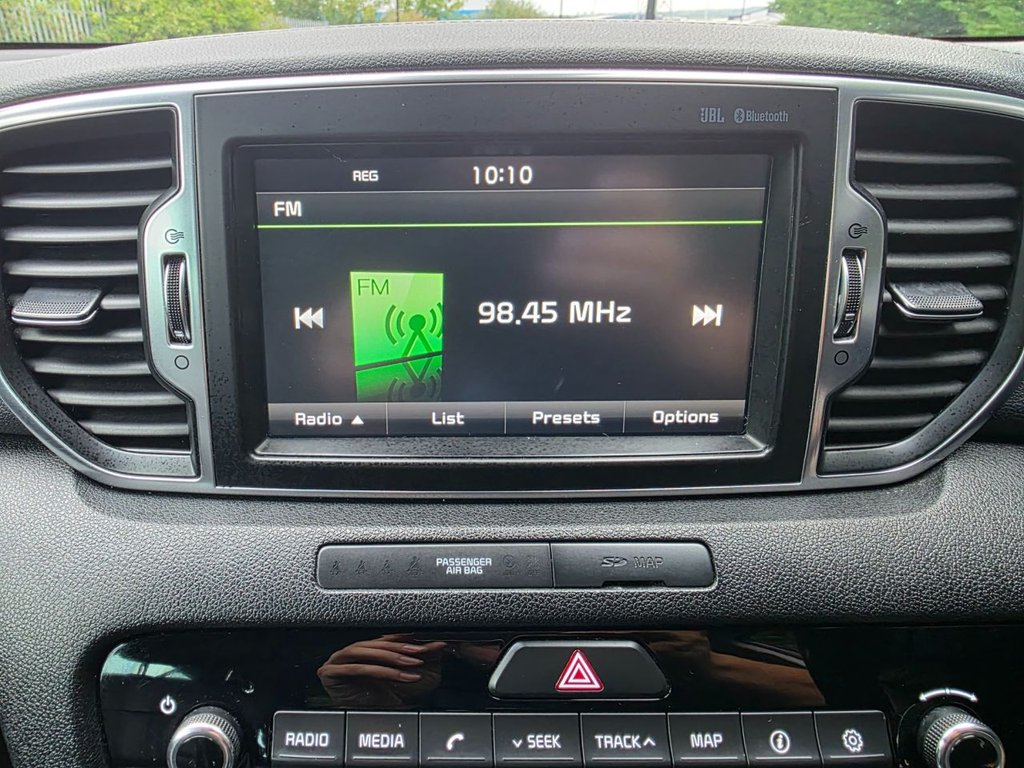 JBL Bluetooth
REG 10:10
FM
FM
98.45 MHz
Radio List Presets Options
PASSENGER
AIR BAG
SD MAP
RADIO MEDIA SEEK TRACK MAP